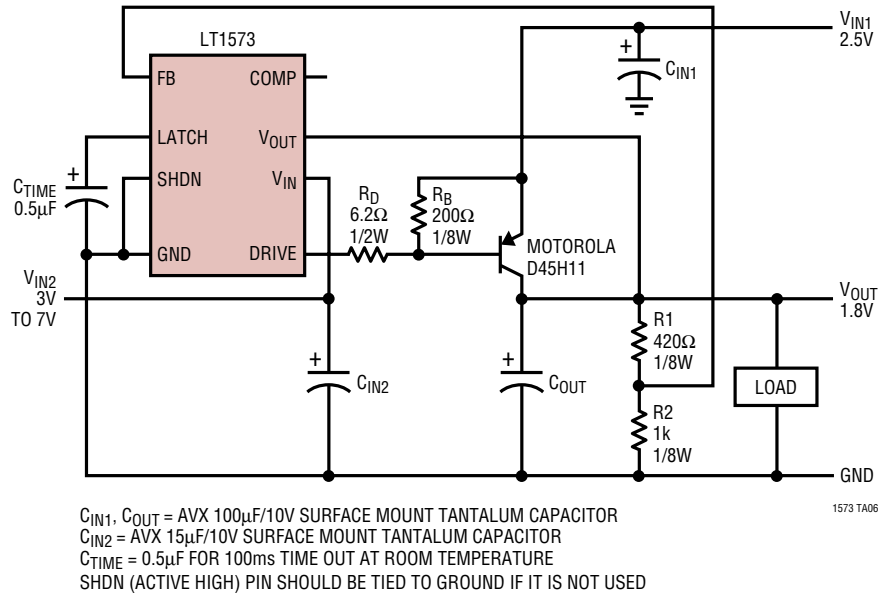 LT1573
FB
COMP
LATCH
VOUT
SHDN
VIN
GND
DRIVE
CTIME
0.5µF
RD
6.2Ω
1/2W
RB
200Ω
1/8W
MOTOROLA
D45H11
VIN1
2.5V
CIN1
VIN2
3V
TO 7V
CIN2
COUT
R1
420Ω
1/8W
R2
1k
1/8W
VOUT
1.8V
LOAD
GND
CIN1, COUT = AVX 100µF/10V SURFACE MOUNT TANTALUM CAPACITOR
CIN2 = AVX 15µF/10V SURFACE MOUNT TANTALUM CAPACITOR
CTIME = 0.5µF FOR 100ms TIME OUT AT ROOM TEMPERATURE
SHDN (ACTIVE HIGH) PIN SHOULD BE TIED TO GROUND IF IT IS NOT USED
1573 TA06